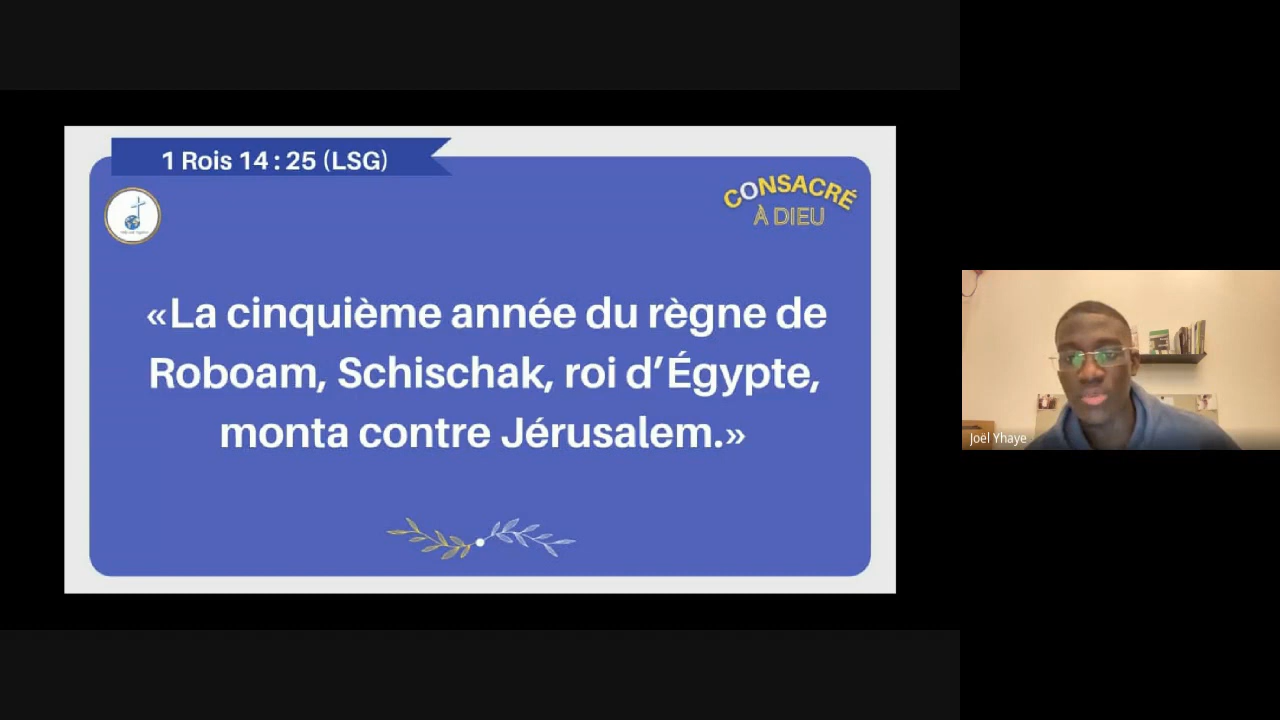 1 Rois 14 : 25 (LSG)
CONSACRÉ
À DIEU
«La cinquième année du règne de
Roboam, Schischak, roi d’Égypte,
monta contre Jérusalem.»
Joël Yhaye